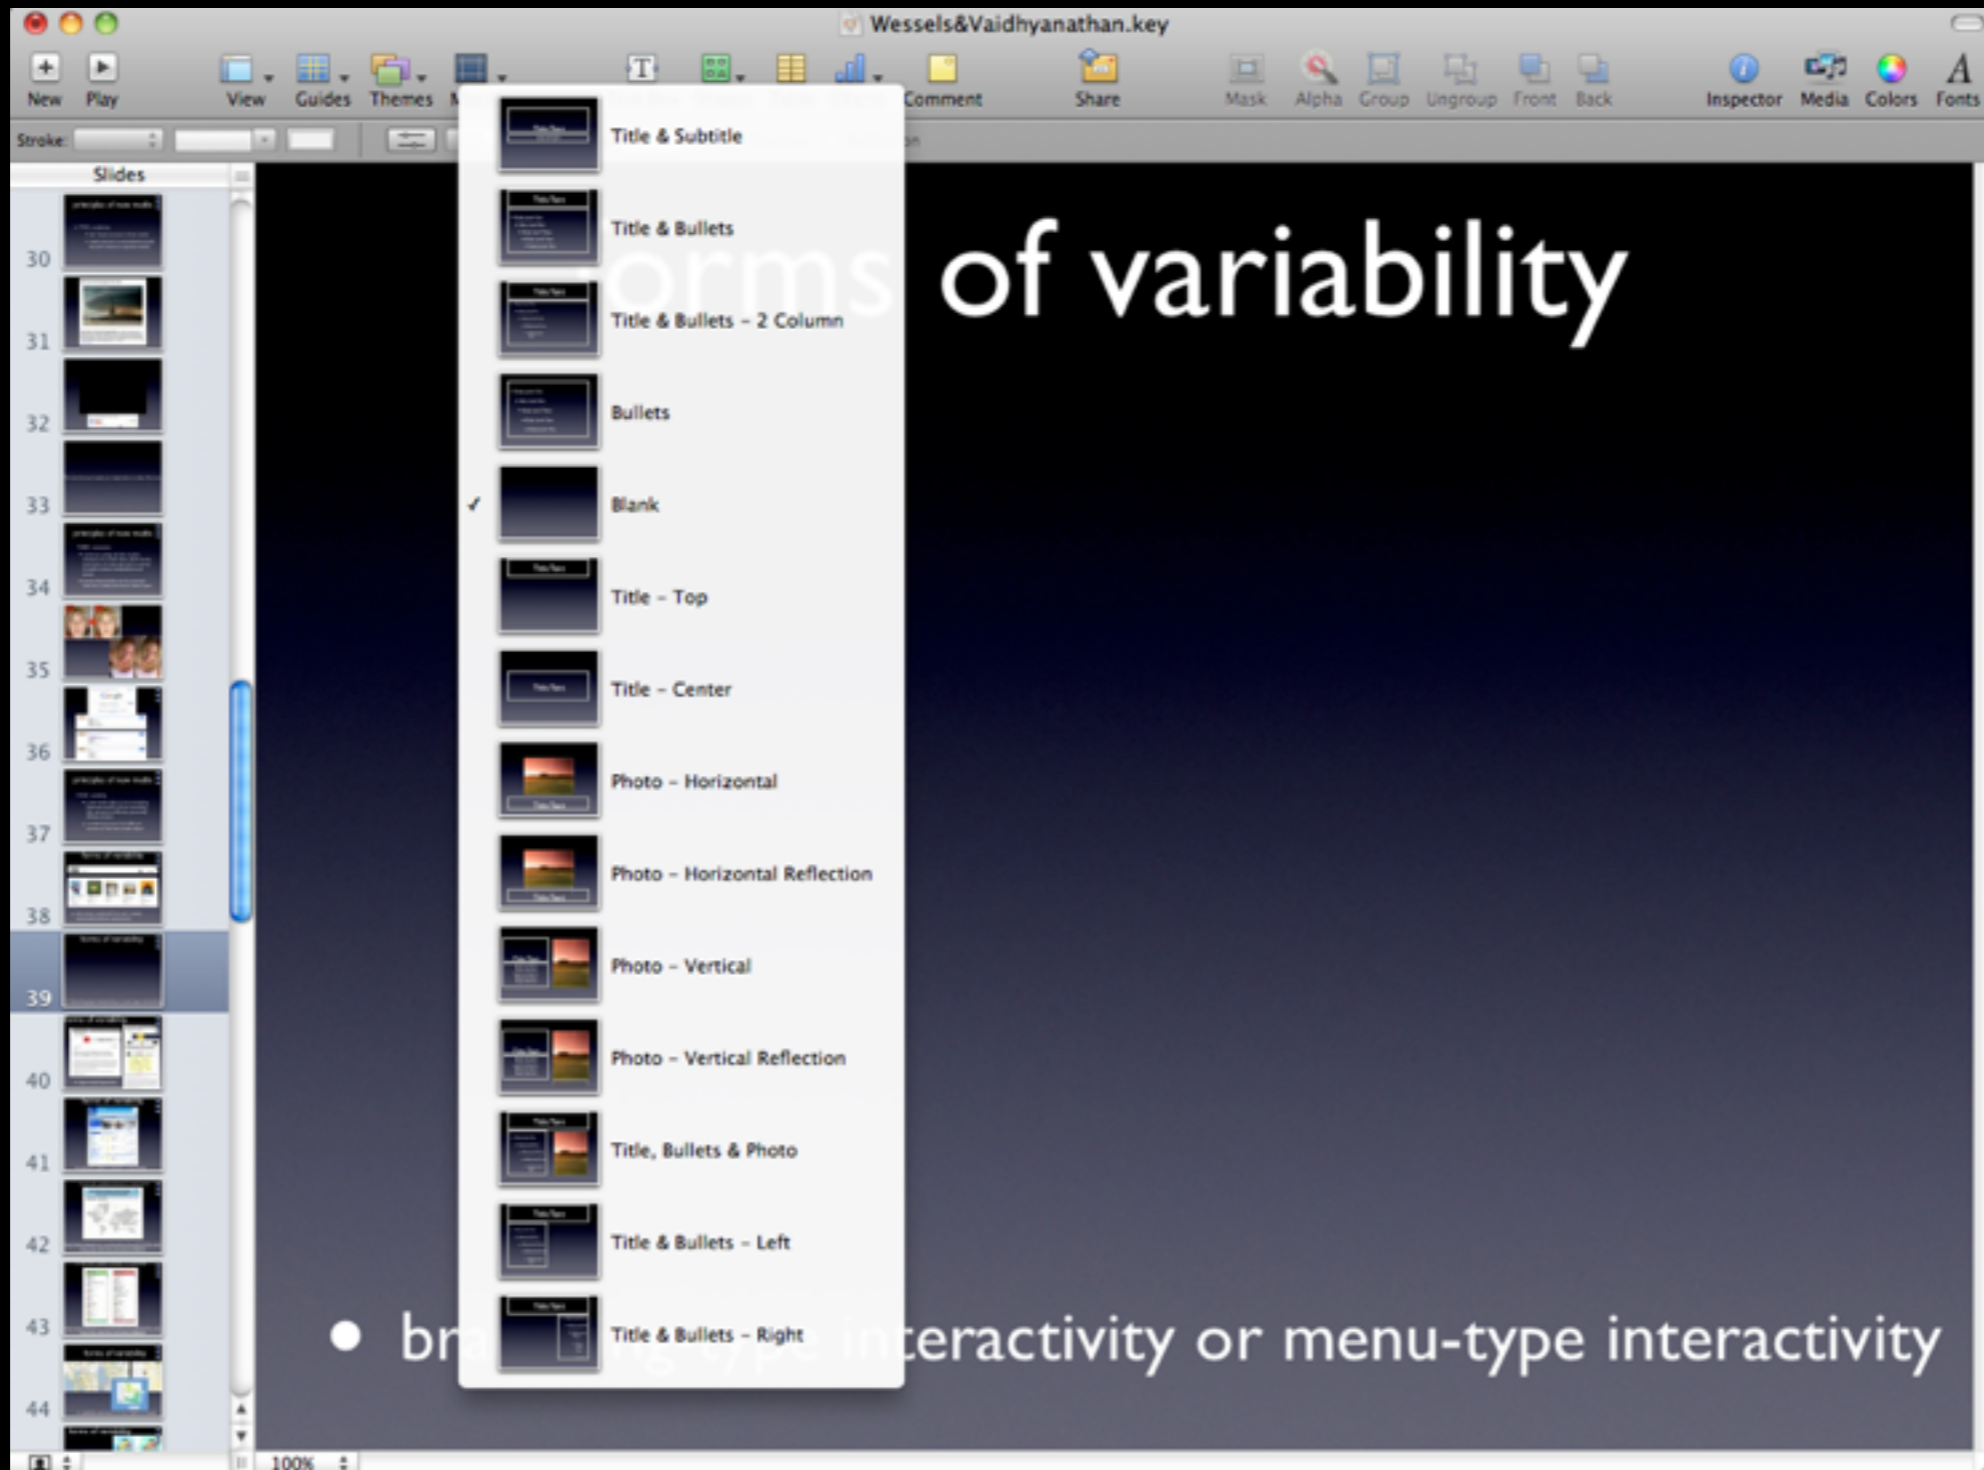 Wessels&Vaidhyanathan.key
New Play View Guides Themes Comment Share Mask Alpha Group Ungroup Front Back Inspector Media Colors Fonts
Stroke:
Slides
30
31
32
33
34
35
36
37
38
39
40
41
42
43
44
Title & Subtitle
Title & Bullets
Title & Bullets – 2 Column
Bullets
✓ Blank
Title – Top
Title – Center
Photo – Horizontal
Photo – Horizontal Reflection
Photo – Vertical
Photo – Vertical Reflection
Title, Bullets & Photo
Title & Bullets – Left
Title & Bullets – Right
forms of variability
• interactivity or menu-type interactivity
100%